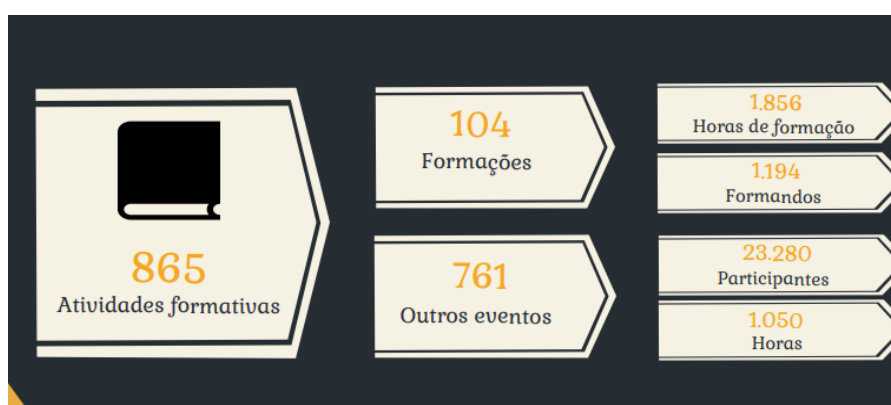 865
Atividades formativas
104
Formações
761
Outros eventos
1.856
Horas de formação
1.194
Formandos
23.280
Participantes
1.050
Horas